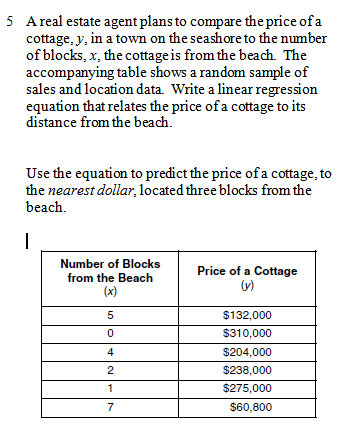 5 A real estate agent plans to compare the price of a
cottage, y, in a town on the seashore to the number
of blocks, x, the cottage is from the beach. The
accompanying table shows a random sample of
sales and location data. Write a linear regression
equation that relates the price of a cottage to its
distance from the beach.
Use the equation to predict the price of a cottage, to
the nearest dollar, located three blocks from the
beach.
Number of Blocks
from the Beach
(x)
Price of a Cottage
(y)
5 $132,000
0 $310,000
4 $204,000
2 $238,000
1 $275,000
7 $60,800